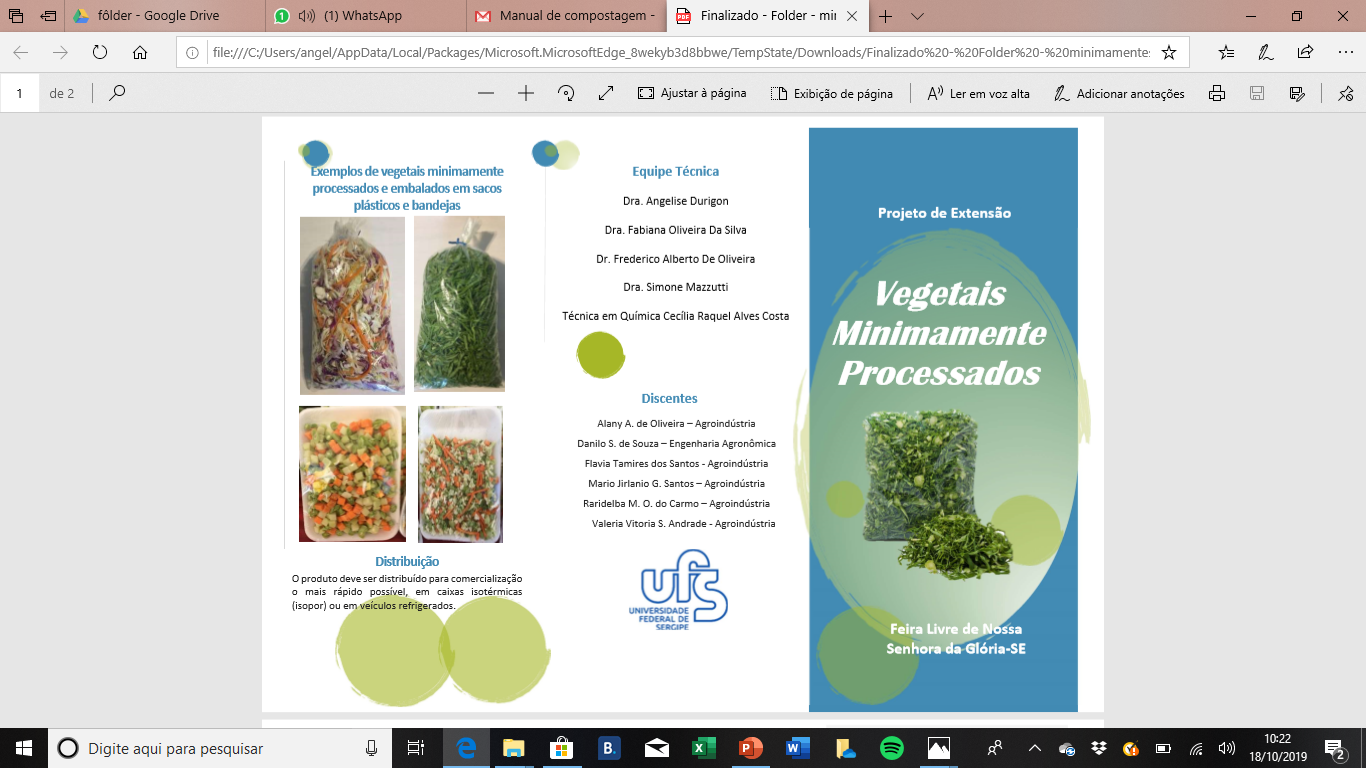 fôlder - Google Drive
(1) WhatsApp
Manual de compostagem -
Finalizado - Folder - mi
file:///C:/Users/angel/AppData/Local/Packages/Microsoft.MicrosoftEdge_8wekyb3d8bbwe/TempState/Downloads/Finalizado%20-%20Folder%20-%20minimamente
1 de 2
Ajustar à página
Exibição de página
Ler em voz alta
Adicionar anotações
Exemplos de vegetais minimamente
processados e embalados em sacos
plásticos e bandejas
Distribuição
O produto deve ser distribuído para comercialização
o mais rápido possível, em caixas isotérmicas
(isopor) ou em veículos refrigerados.
Equipe Técnica
Dra. Angelise Durigon
Dra. Fabiana Oliveira Da Silva
Dr. Frederico Alberto De Oliveira
Dra. Simone Mazzutti
Técnica em Química Cecília Raquel Alves Costa
Discentes
Alany A. de Oliveira – Agroindústria
Danilo S. de Souza – Engenharia Agronômica
Flavia Tamires dos Santos - Agroindústria
Mario Jirlanio G. Santos – Agroindústria
Raridelba M. O. do Carmo – Agroindústria
Valeria Vitoria S. Andrade - Agroindústria
ufs
UNIVERSIDADE
FEDERAL DE
SERGIPE
Projeto de Extensão
Vegetais
Minimamente
Processados
Feira Livre de Nossa
Senhora da Glória-SE
Digite aqui para pesquisar
B.
10:22
18/10/2019
2